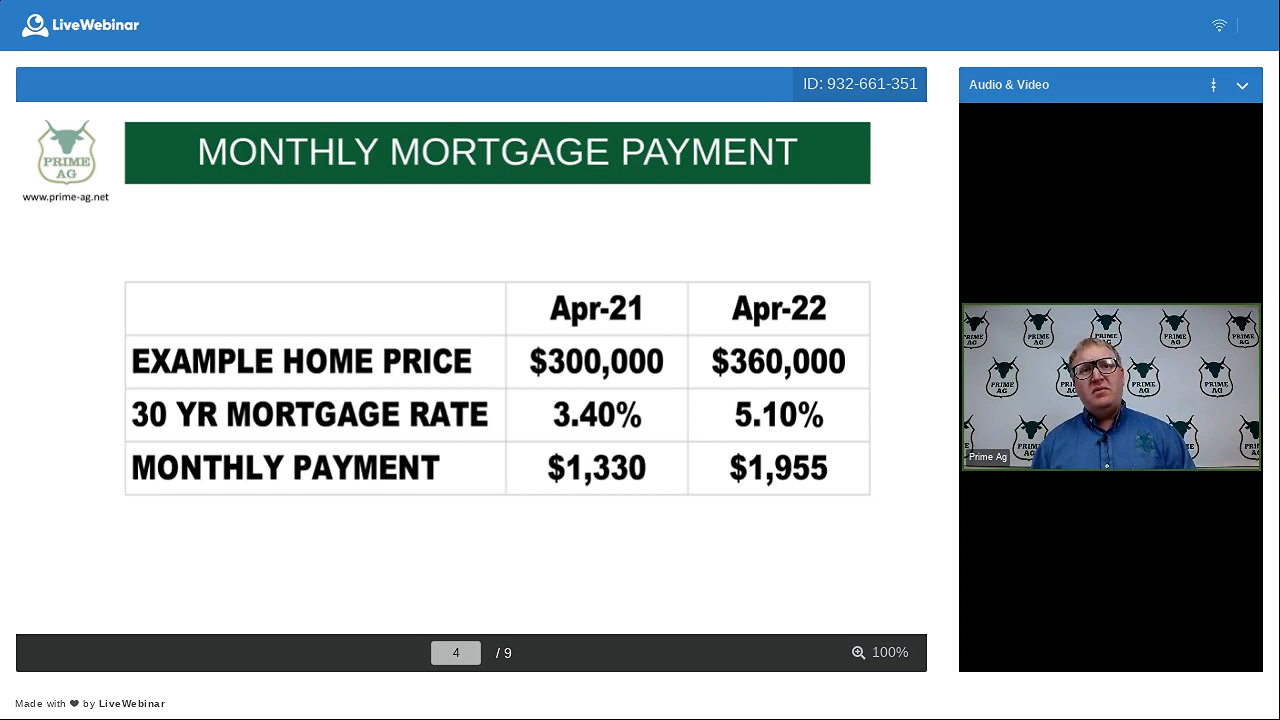 LiveWebinar
ID: 932-661-351
Audio & Video
PRIME
AG
www.prime-ag.net
MONTHLY MORTGAGE PAYMENT
Apr-21 Apr-22
EXAMPLE HOME PRICE $300,000 $360,000
30 YR MORTGAGE RATE 3.40% 5.10%
MONTHLY PAYMENT $1,330 $1,955
PRIME
AG
Prime Ag
4 / 9
100%
Made with ❤ by LiveWebinar